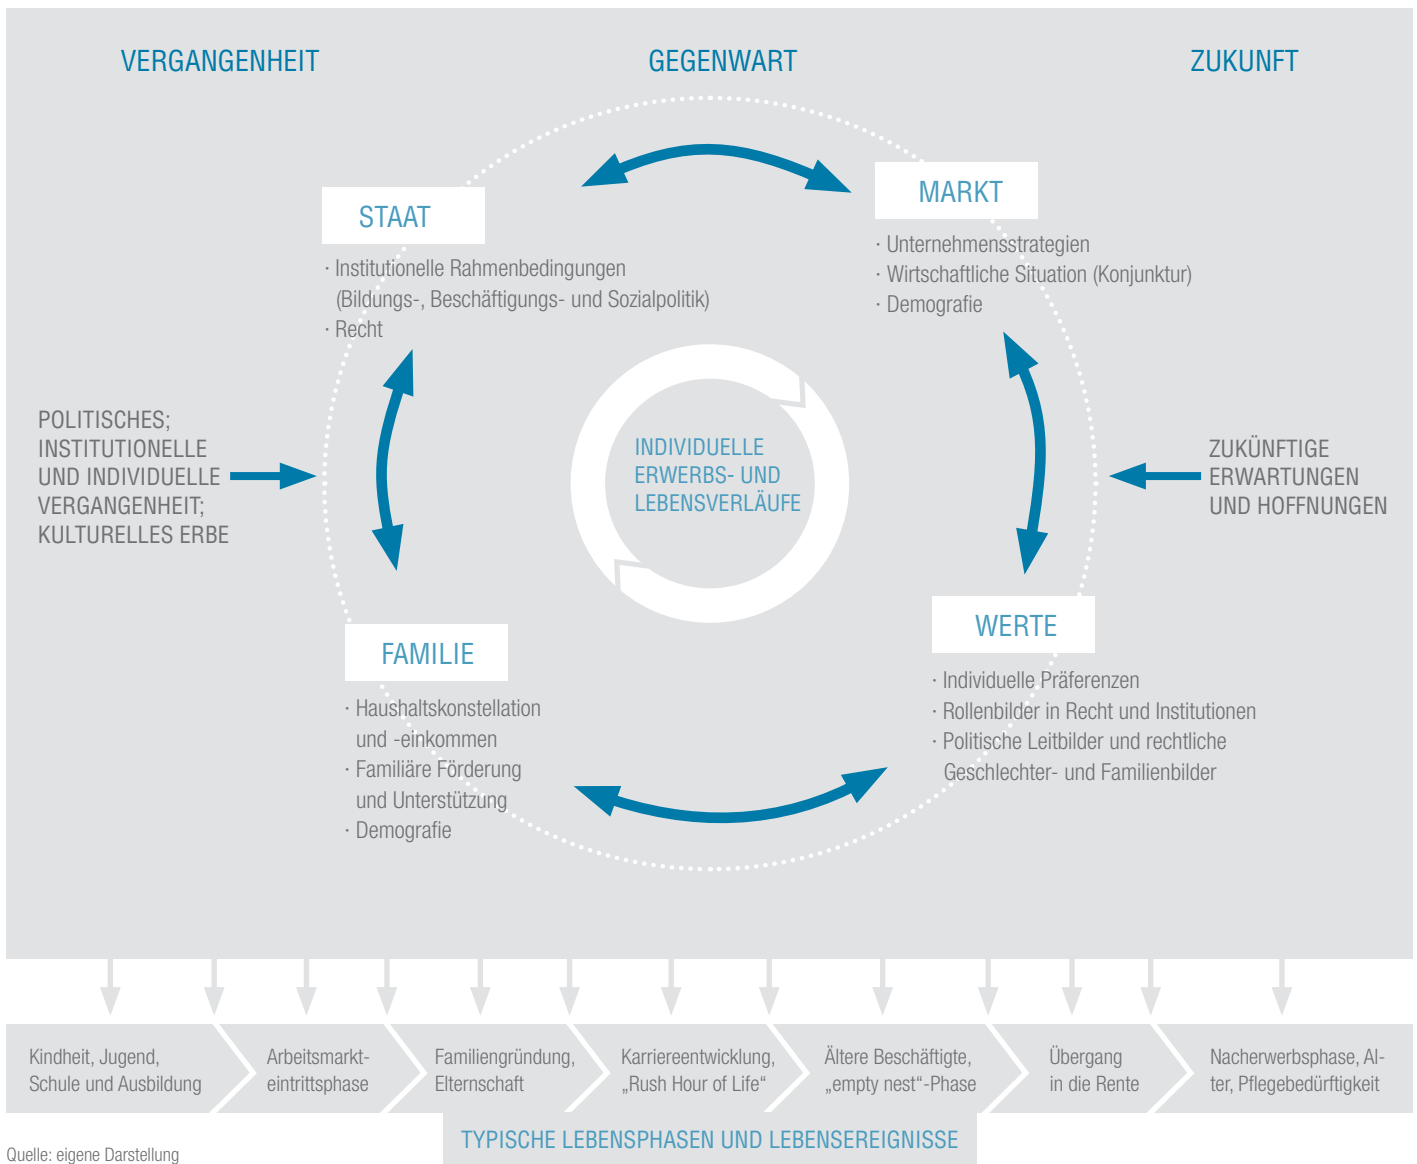 VERGANGENHEIT
GEGENWART
ZUKUNFT
STAAT
· Institutionelle Rahmenbedingungen
(Bildungs-, Beschäftigungs- und Sozialpolitik)
· Recht
MARKT
· Unternehmensstrategien
· Wirtschaftliche Situation (Konjunktur)
· Demografie
POLITISCHES;
INSTITUTIONELLE
UND INDIVIDUELLE
VERGANGENHEIT;
KULTURELLES ERBE
INDIVIDUELLE
ERWERBS- UND
LEBENSVERLÄUFE
ZUKÜNFTIGE
ERWARTUNGEN
UND HOFFNUNGEN
FAMILIE
· Haushaltskonstellation
und -einkommen
· Familiäre Förderung
und Unterstützung
· Demografie
WERTE
· Individuelle Präferenzen
· Rollenbilder in Recht und Institutionen
· Politische Leitbilder und rechtliche
Geschlechter- und Familienbilder
Kindheit, Jugend,
Schule und Ausbildung
Arbeitsmarkt-
eintrittsphase
Familiengründung,
Elternschaft
Karriereentwicklung,
„Rush Hour of Life“
Ältere Beschäftigte,
„empty nest“-Phase
Übergang
in die Rente
Nacherwerbsphase, Al-
ter, Pflegebedürftigkeit
TYPISCHE LEBENSPHASEN UND LEBENSEREIGNISSE
Quelle: eigene Darstellung